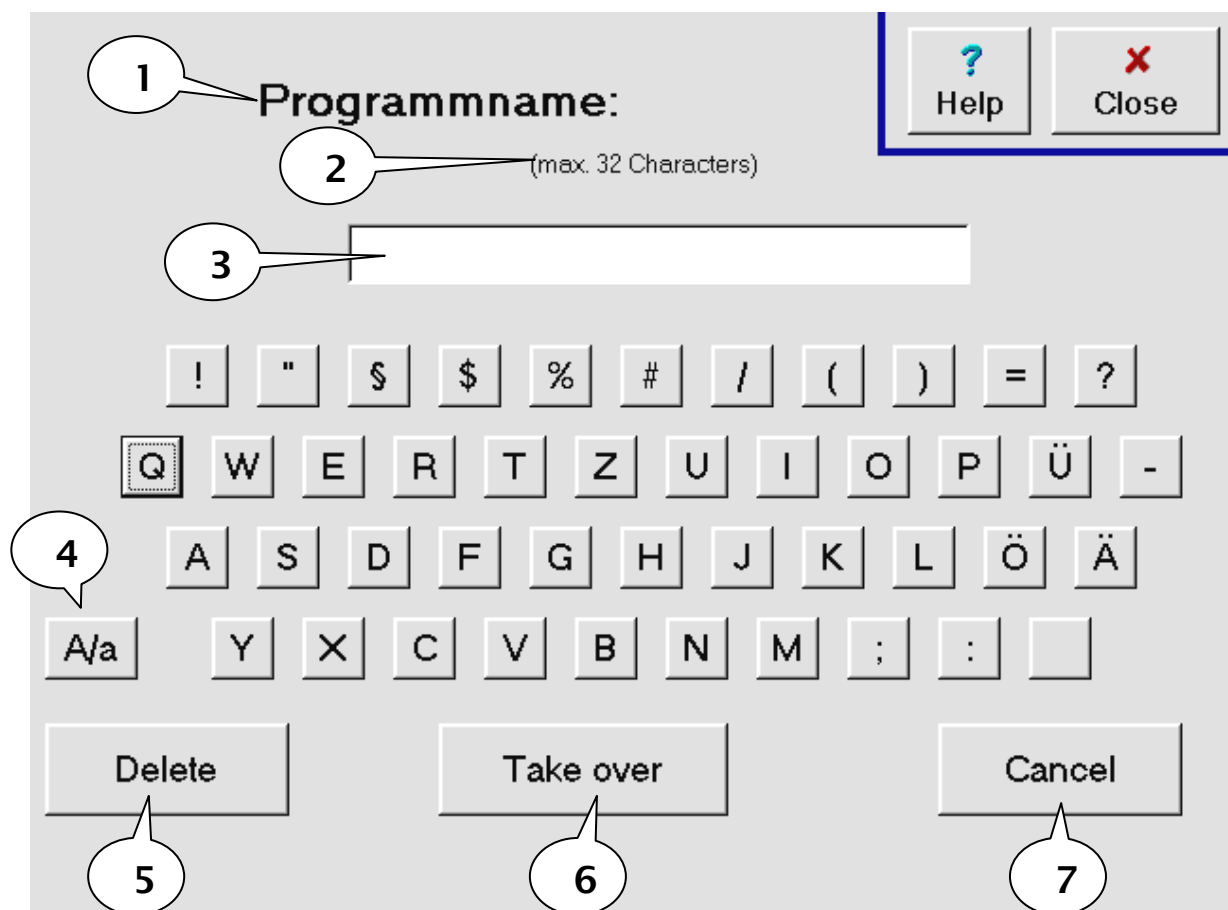 1
Programmname:
? Help
✗ Close
2
(max. 32 Characters)
3
! " § $ % # / ( ) = ?
Q W E R T Z U I O P Ü -
A S D F G H J K L Ö Ä
4
A/a Y X C V B N M ; :
Delete Take over Cancel
5 6 7